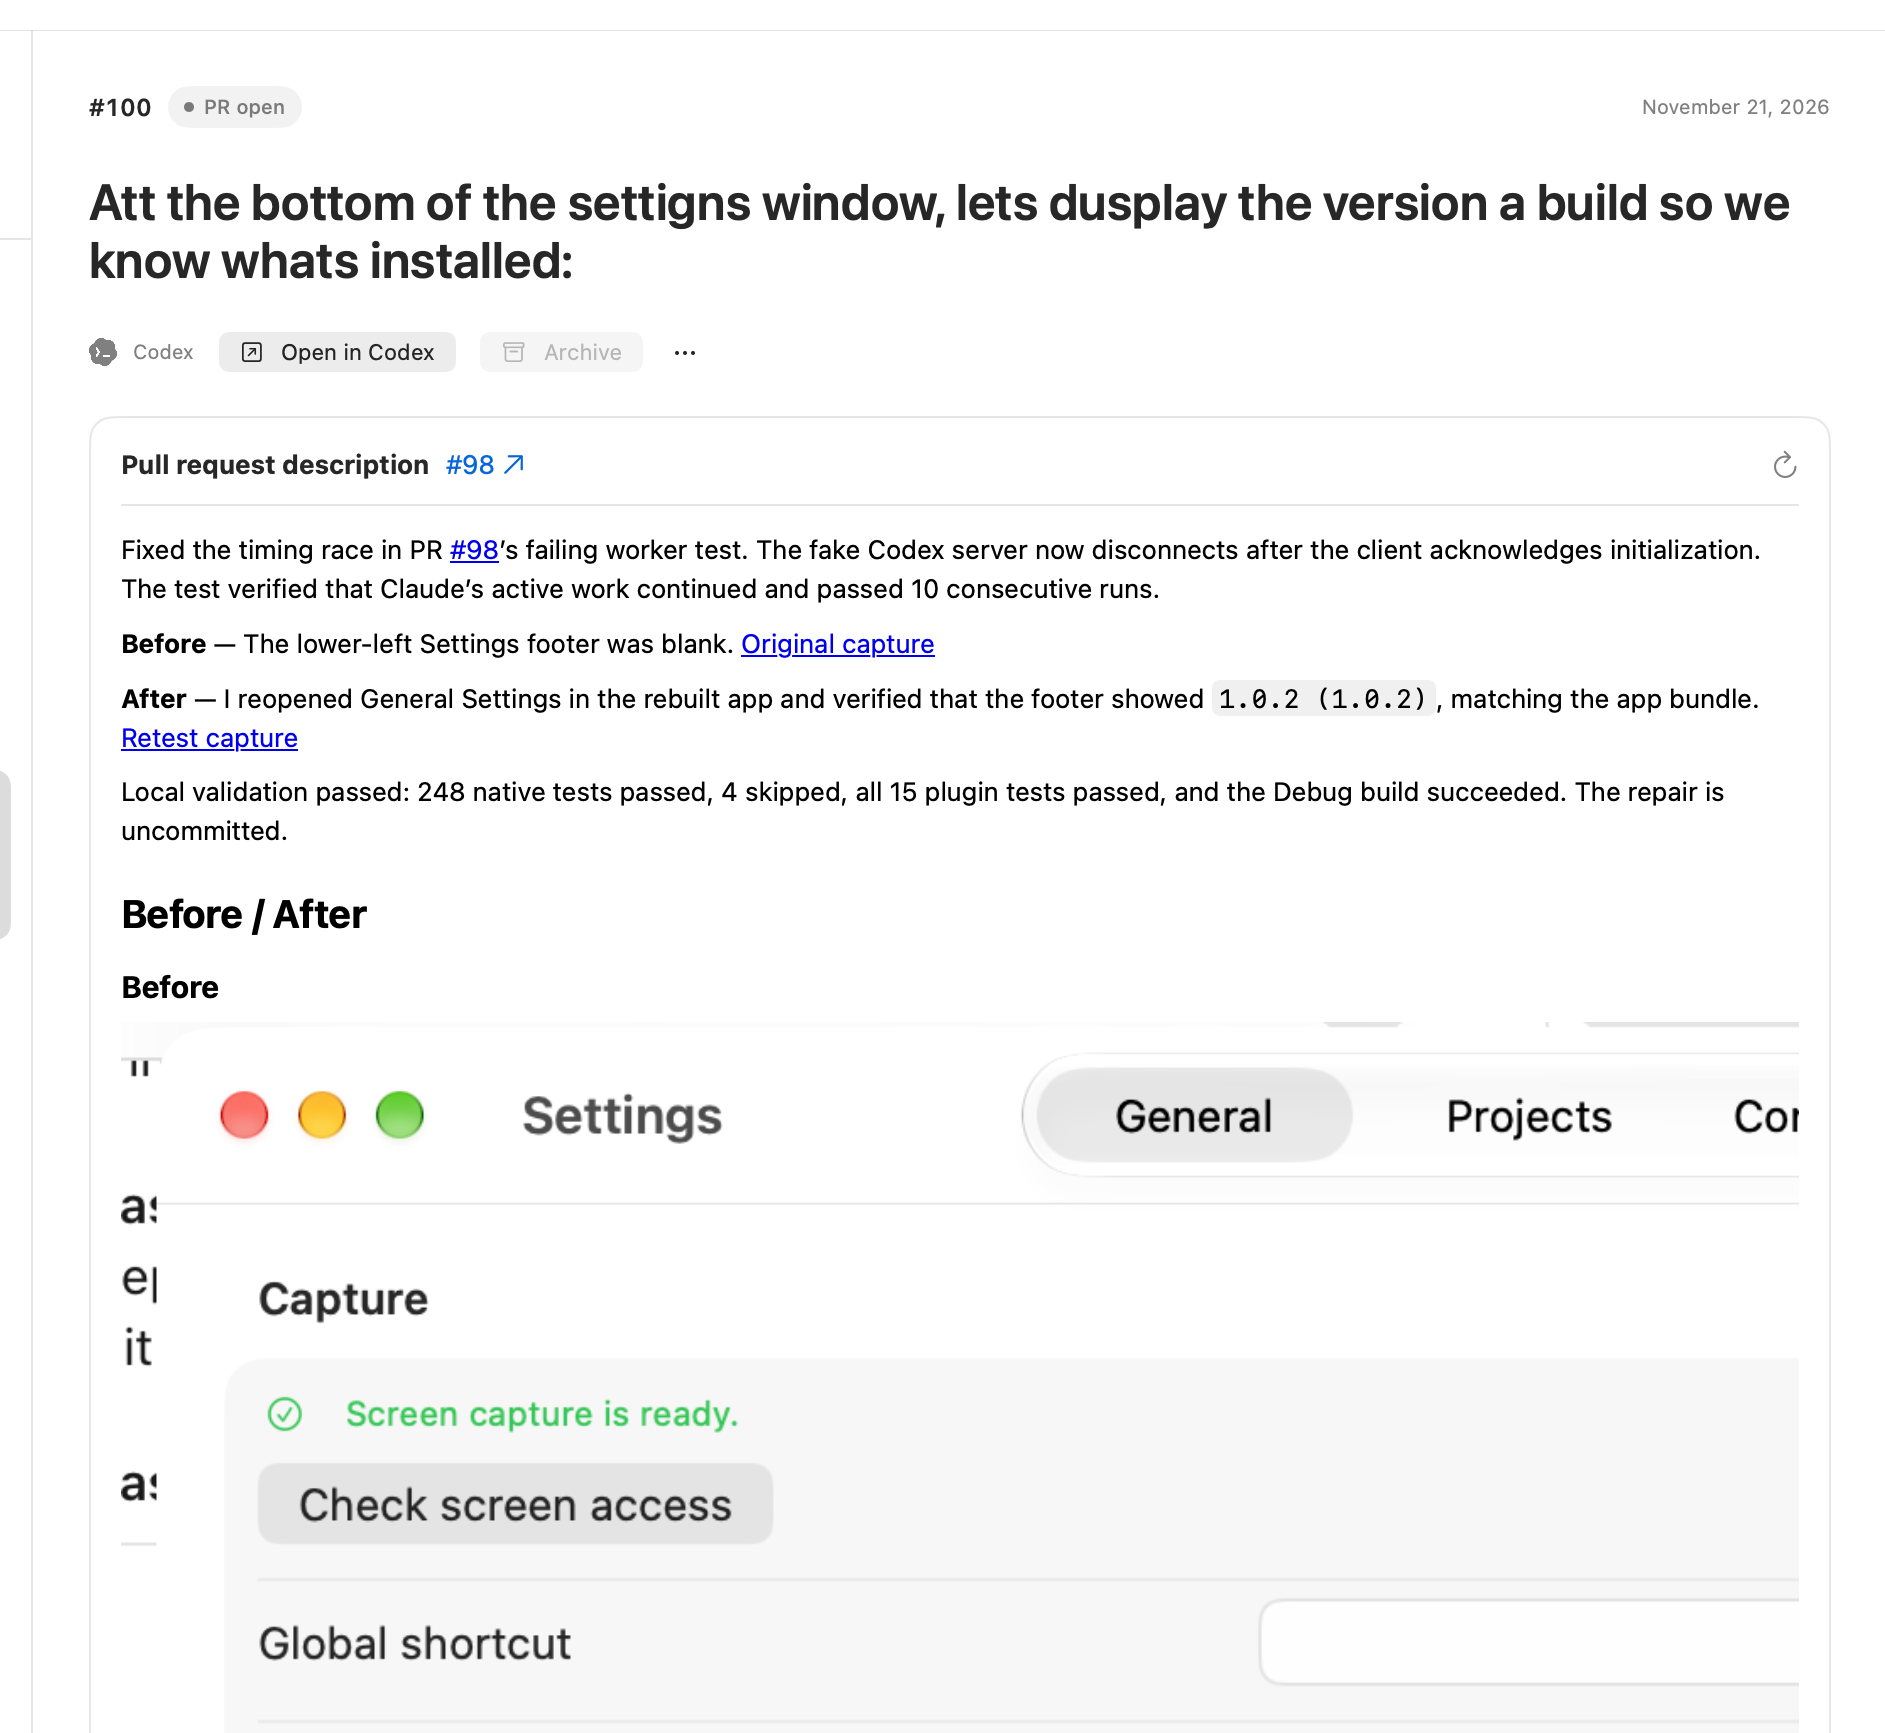 #100 PR open November 21, 2026
Att the bottom of the settigns window, lets dusplay the version a build so we
know whats installed:
Codex Open in Codex Archive ...
Pull request description #98
Fixed the timing race in PR #98’s failing worker test. The fake Codex server now disconnects after the client acknowledges initialization.
The test verified that Claude’s active work continued and passed 10 consecutive runs.
Before — The lower-left Settings footer was blank. Original capture
After — I reopened General Settings in the rebuilt app and verified that the footer showed 1.0.2 (1.0.2), matching the app bundle.
Retest capture
Local validation passed: 248 native tests passed, 4 skipped, all 15 plugin tests passed, and the Debug build succeeded. The repair is
uncommitted.
Before / After
Before
Settings General Projects
Capture
it
Screen capture is ready.
Check screen access
Global shortcut